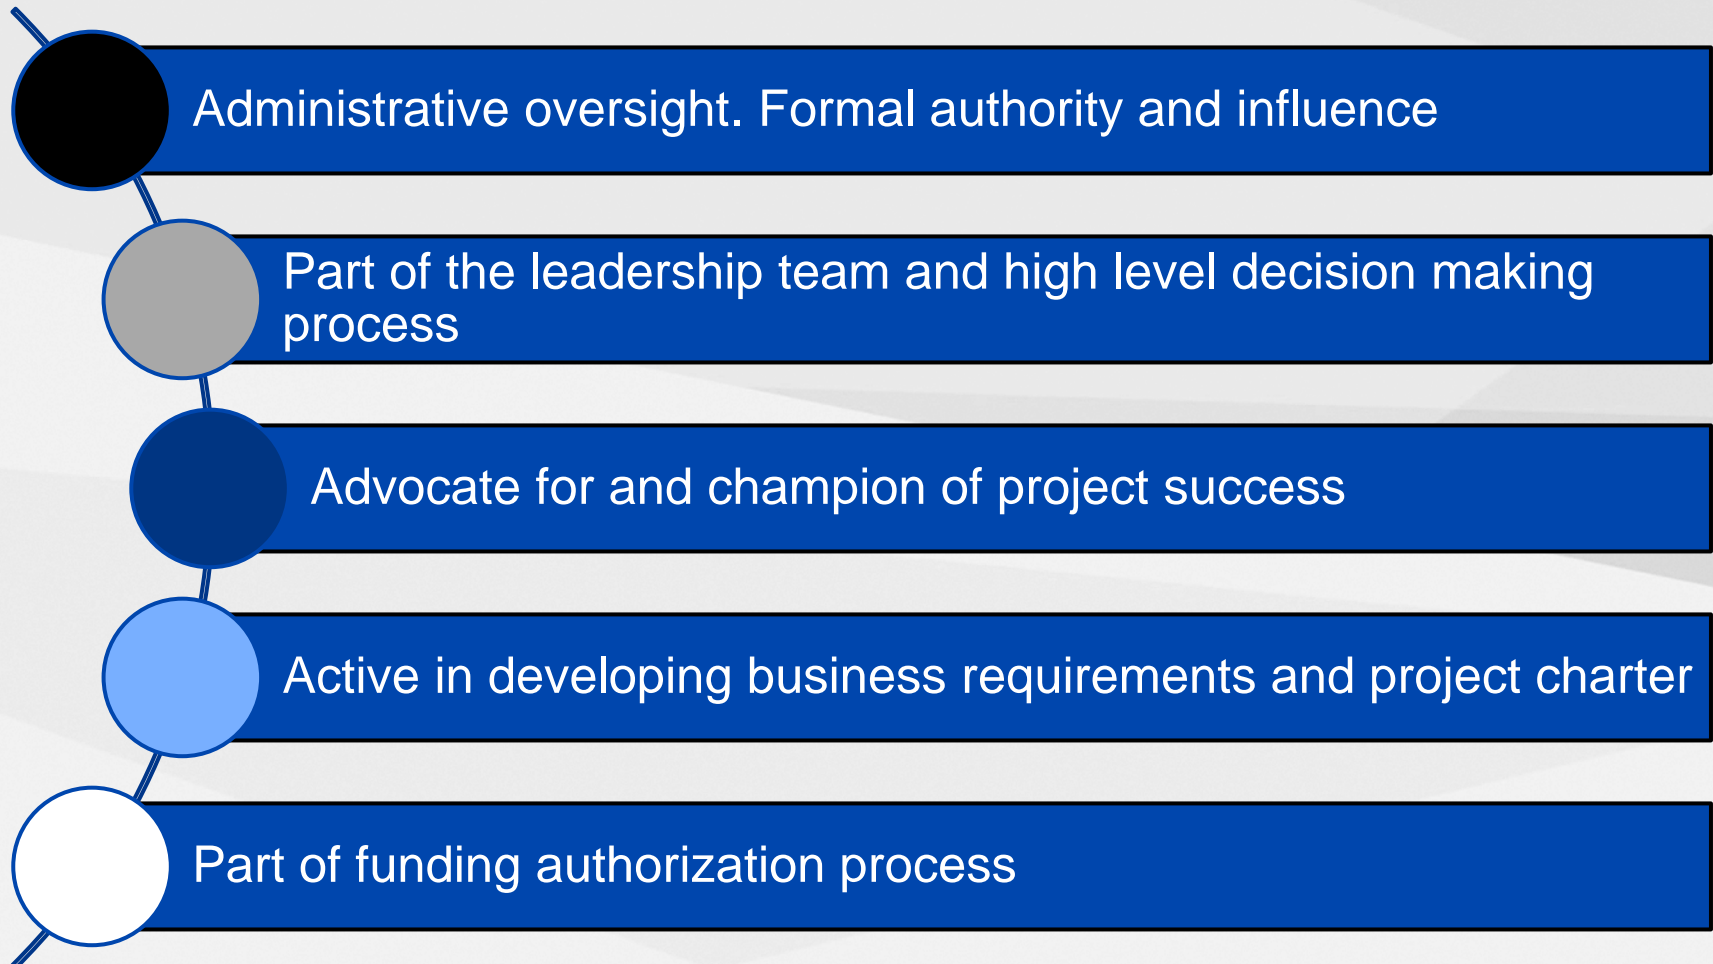 Administrative oversight. Formal authority and influence
Part of the leadership team and high level decision making
process
Advocate for and champion of project success
Active in developing business requirements and project charter
Part of funding authorization process